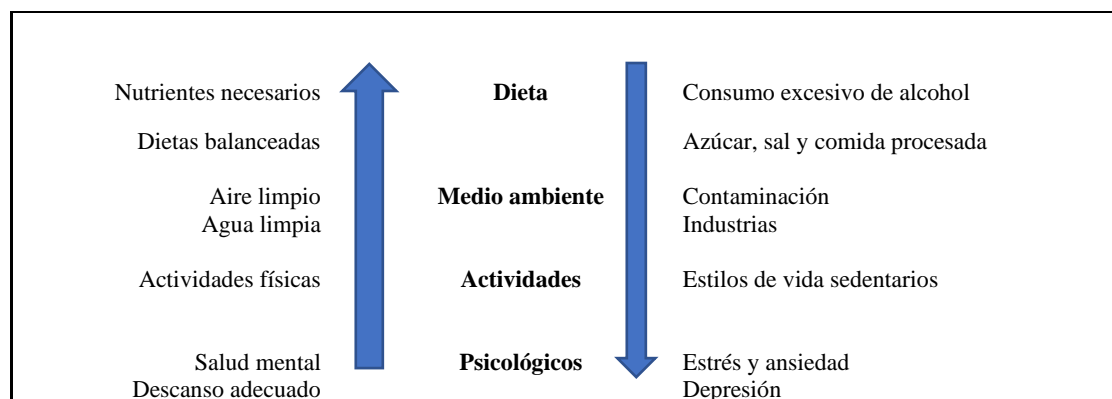 Nutrientes necesarios Dieta Consumo excesivo de alcohol
Dietas balanceadas Azúcar, sal y comida procesada
Aire limpio Medio ambiente Contaminación
Agua limpia Industrias
Actividades físicas Actividades Estilos de vida sedentarios
Salud mental Psicológicos Estrés y ansiedad
Descanso adecuado Depresión